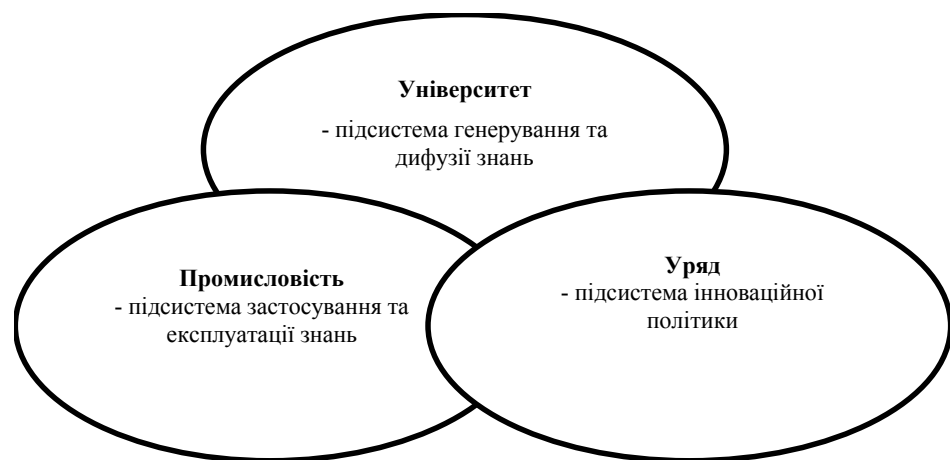 Університет
- підсистема генерування та
дифузії знань
Промисловість
- підсистема застосування та
експлуатації знань
Уряд
- підсистема інноваційної
політики